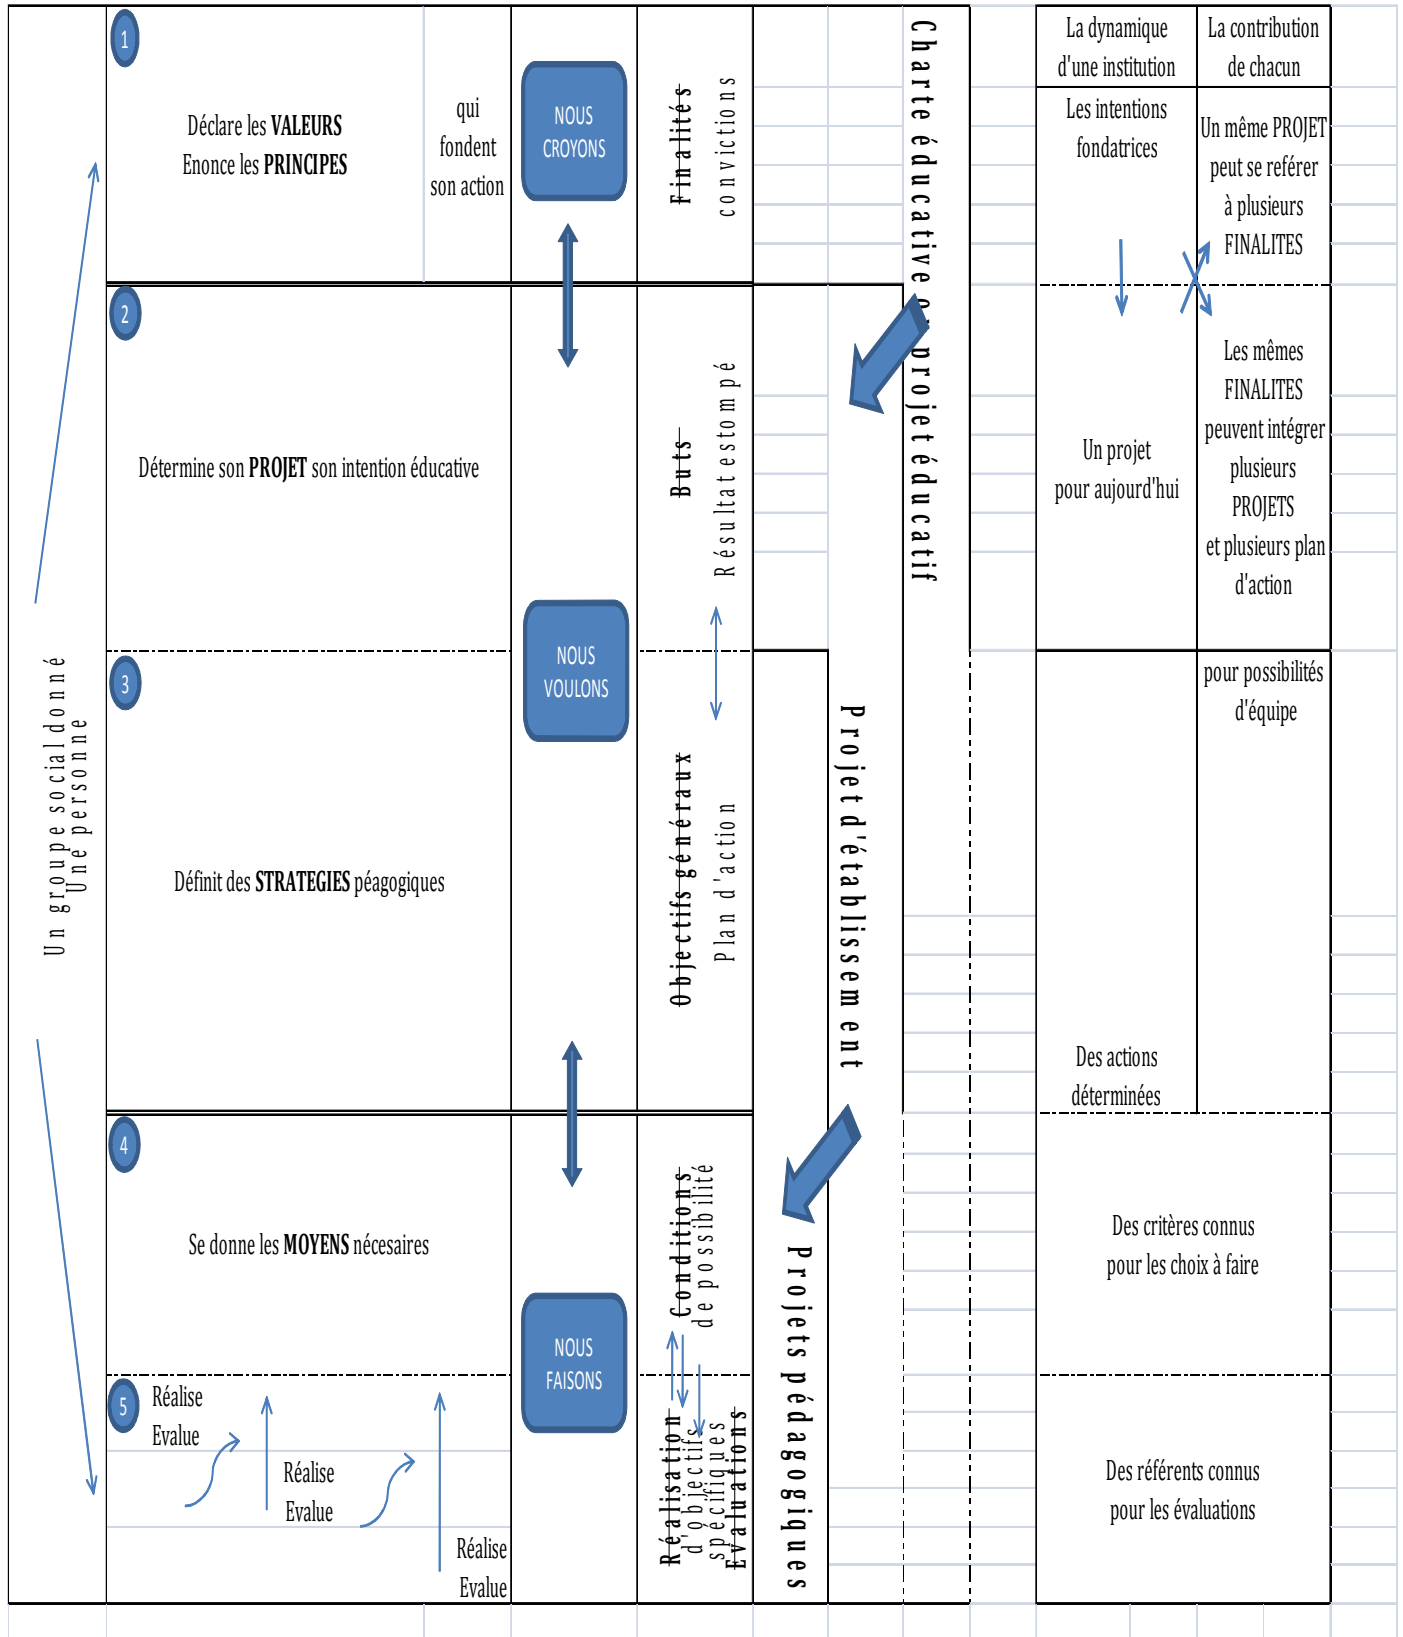 Un groupe social donné
Une personne
1
Déclare les VALEURS
Enonce les PRINCIPES
qui
fondent
son action
NOUS
CROYONS
Finalités
convictions
2
Détermine son PROJET son intention éducative
Buts
Résultat estompé
NOUS
VOULONS
3
Définit des STRATEGIES péagogiques
Objectifs généraux
Plan d'action
4
Se donne les MOYENS nécesaires
Conditions
de possibilité
NOUS
FAISONS
5
Réalise
Evalue
Réalise
Evalue
Réalise
Evalue
Réalisation
d'objectifs
spécifiques
Evaluations
Charte éducative projet éducatif
Projet d'établissement
Projets pédagogiques
La dynamique
d'une institution
La contribution
de chacun
Les intentions
fondatrices
Un même PROJET
peut se reférer
à plusieurs
FINALITES
Un projet
pour aujourd'hui
Les mêmes
FINALITES
peuvent intégrer
plusieurs
PROJETS
et plusieurs plan
d'action
pour possibilités
d'équipe
Des actions
déterminées
Des critères connus
pour les choix à faire
Des référents connus
pour les évaluations